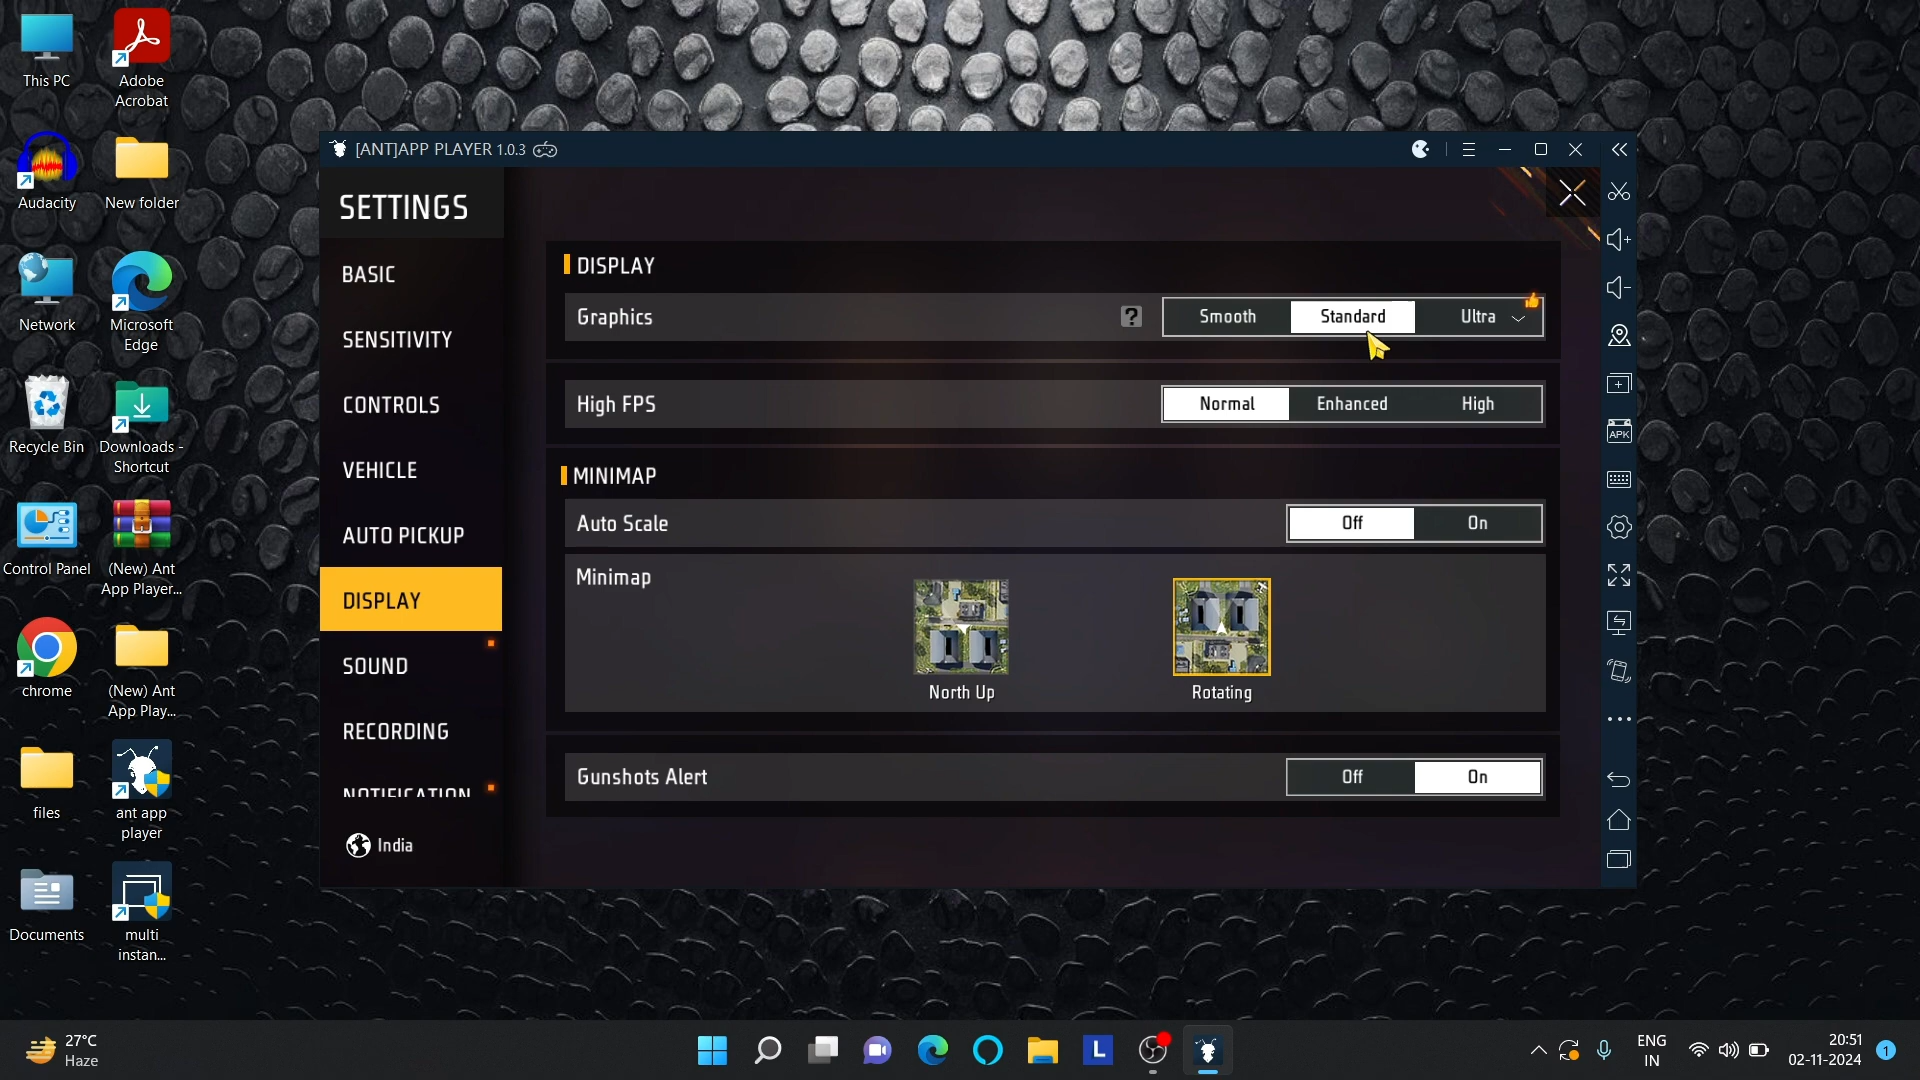 This PC
Adobe
Acrobat
Audacity
New folder
Network
Microsoft
Edge
Recycle Bin
Downloads -
Shortcut
Control Panel
(New) Ant
App Player...
chrome
(New) Ant
App Play...
files
ant app
player
Documents
multi
instan...
[ANT]APP PLAYER 1.0.3
SETTINGS
BASIC
SENSITIVITY
CONTROLS
VEHICLE
AUTO PICKUP
DISPLAY
SOUND
RECORDING
NOTIFICATION
India
DISPLAY
Graphics
?
Smooth
Standard
Ultra
High FPS
Normal
Enhanced
High
MINIMAP
Auto Scale
Off
On
Minimap
North Up
Rotating
Gunshots Alert
Off
On
APK
27°C
Haze
L
ENG
IN
20:51
02-11-2024
1